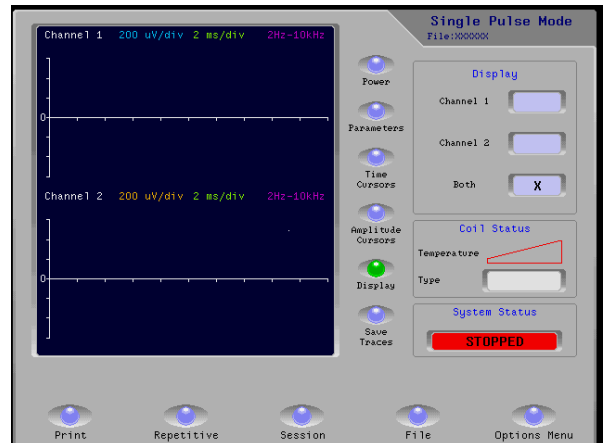 Single Pulse Mode
File:XXXXXX
Channel 1 200 uV/div 2 ms/div 2Hz-10kHz
0
Channel 2 200 uV/div 2 ms/div 2Hz-10kHz
0
Power
Parameters
Time
Cursors
Amplitude
Cursors
Display
Save
Traces
Display
Channel 1
Channel 2
Both X
Coil Status
Temperature
Type
System Status
STOPPED
Print Repetitive Session File Options Menu